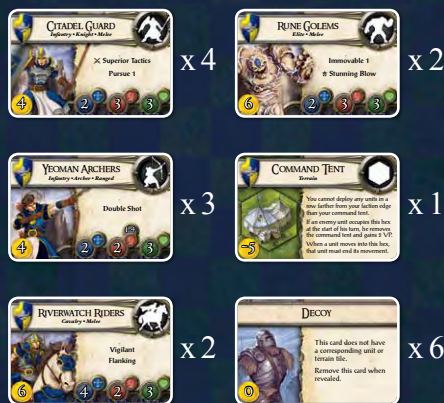 CITADEL GUARD
Infantry • Knight • Melee
Superior Tactics
Pursue 1
4
2
3
3
x 4
RUNE GOLEMS
Elite • Melee
Immovable 1
Stunning Blow
6
2
3
3
x 2
YEOMAN ARCHERS
Infantry • Archer • Ranged
Double Shot
4
2
2
3
x 3
COMMAND TENT
Terrain
You cannot deploy any units in a
row farther from your faction edge
than your command tent.
If an enemy unit occupies this hex
at the start of his turn, he removes
the command tent and gains 2 VP.
When a unit moves into this hex,
that unit must end its movement.
-5
x 1
RIVERWATCH RIDERS
Cavalry • Melee
Vigilant
Flanking
6
4
2
3
x 2
DECOY
This card does not have
a corresponding unit or
terrain tile.
Remove this card when
revealed.
0
x 6